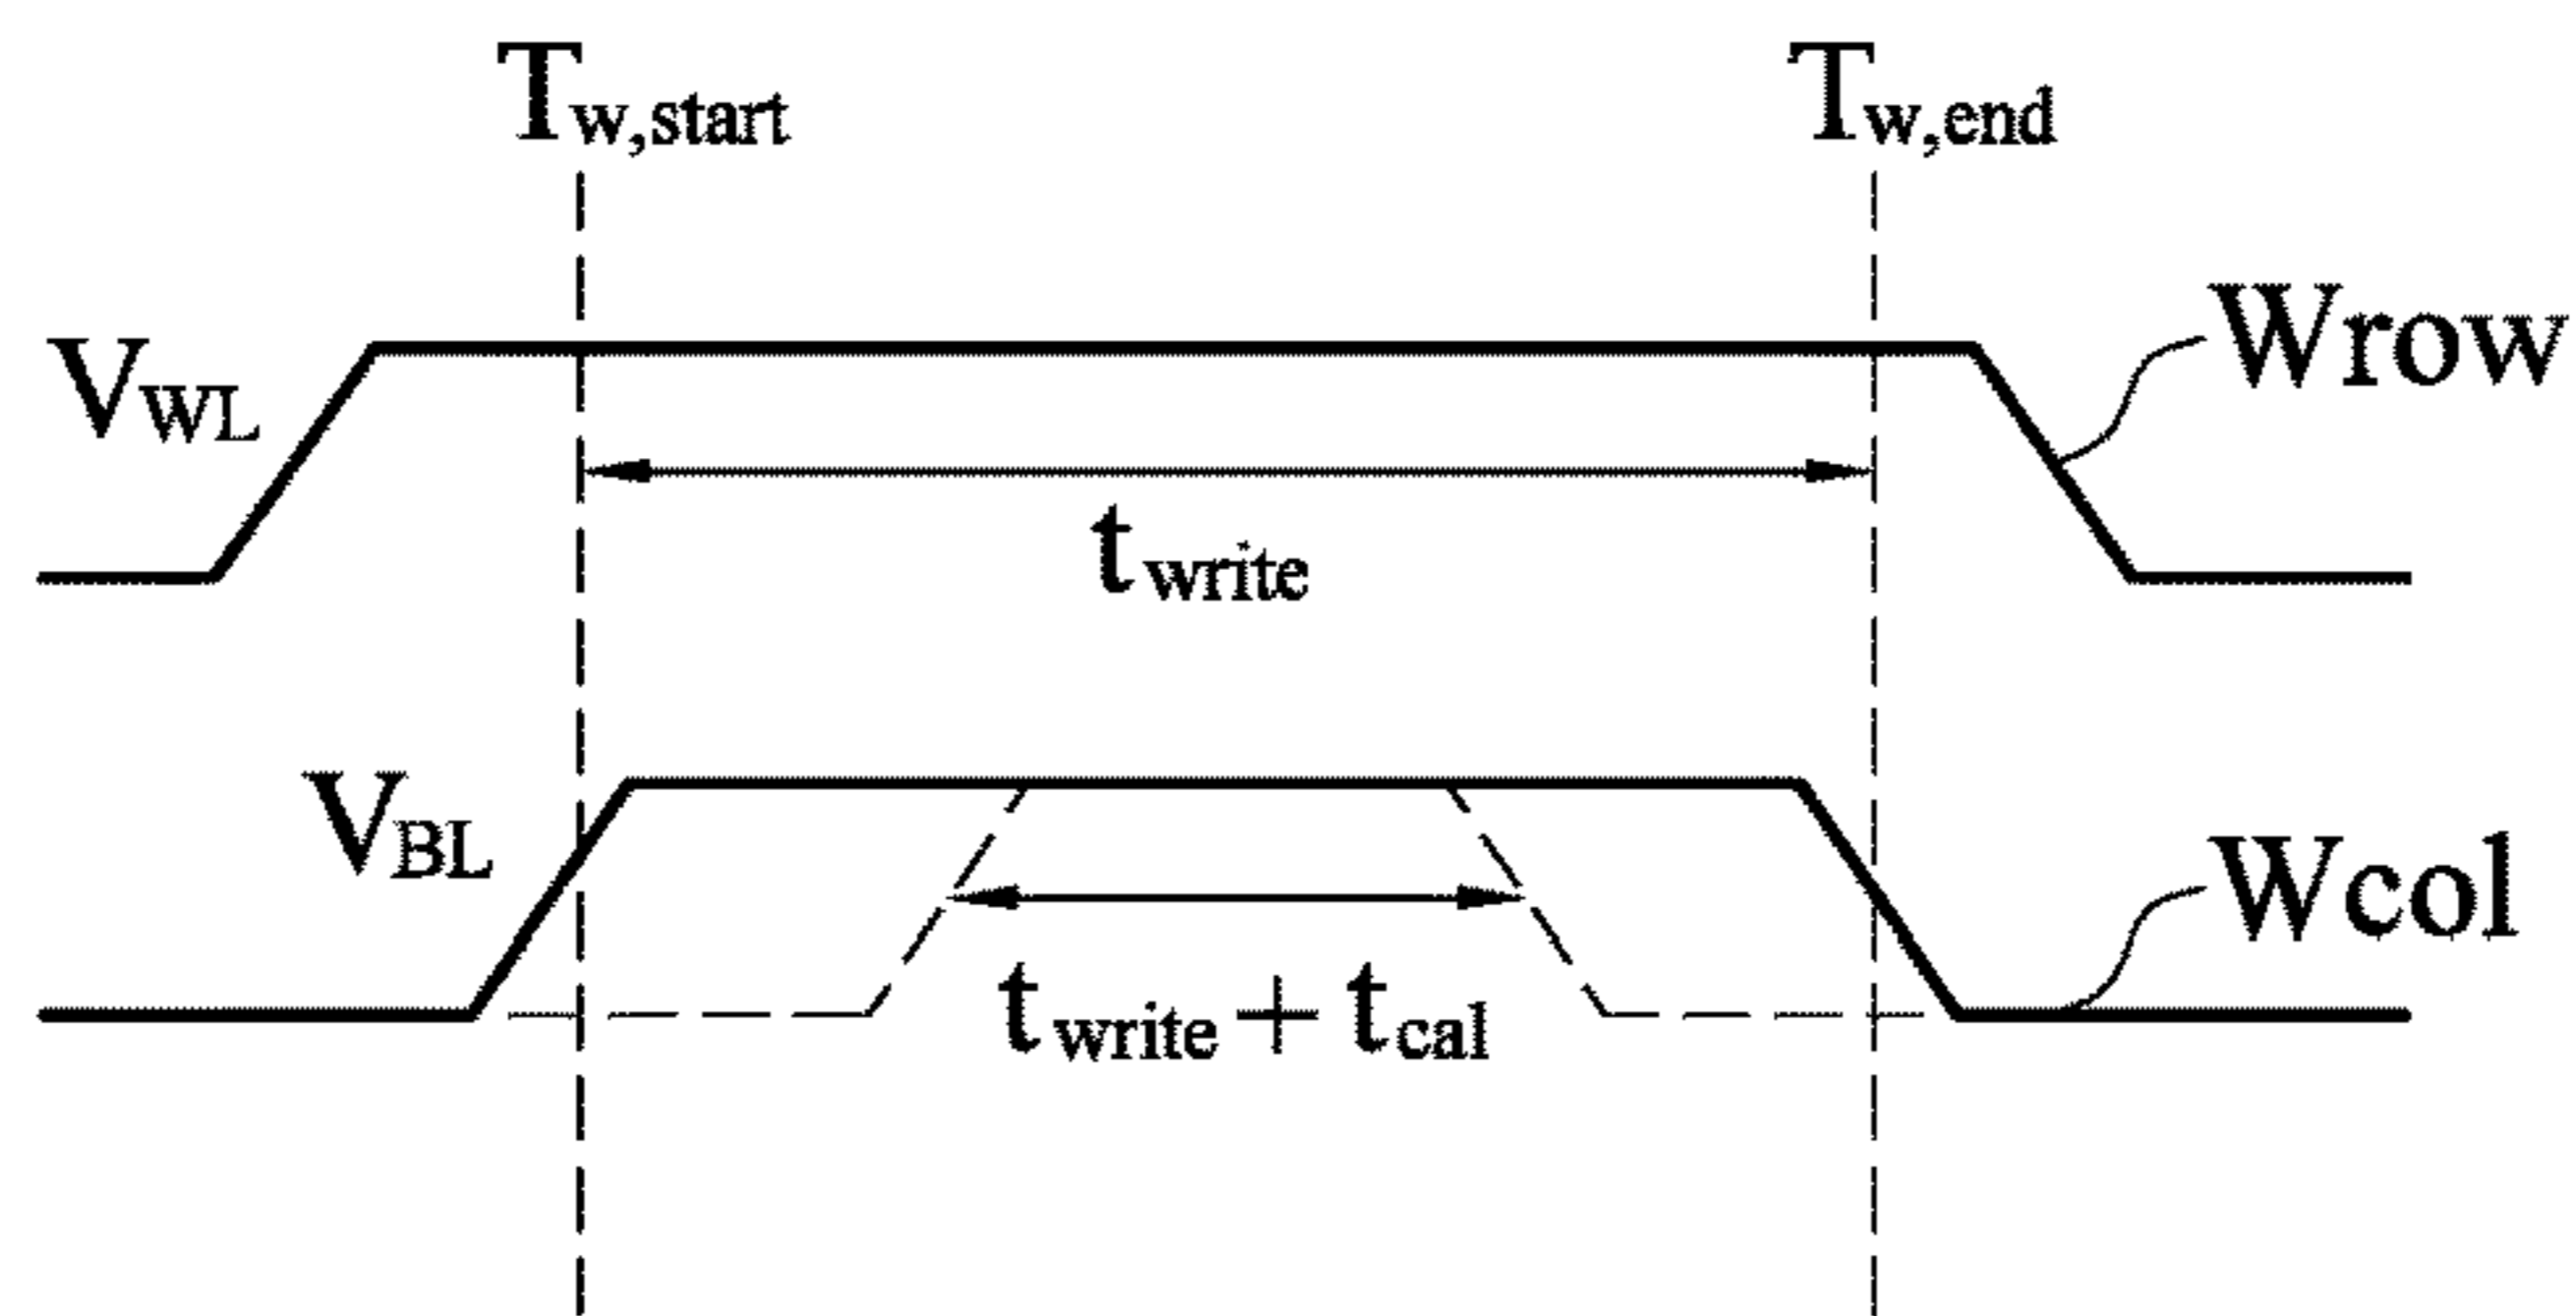 Tw,start
Tw,end
VWL
Wrow
twrite
VBL
Wcol
twrite + tcal